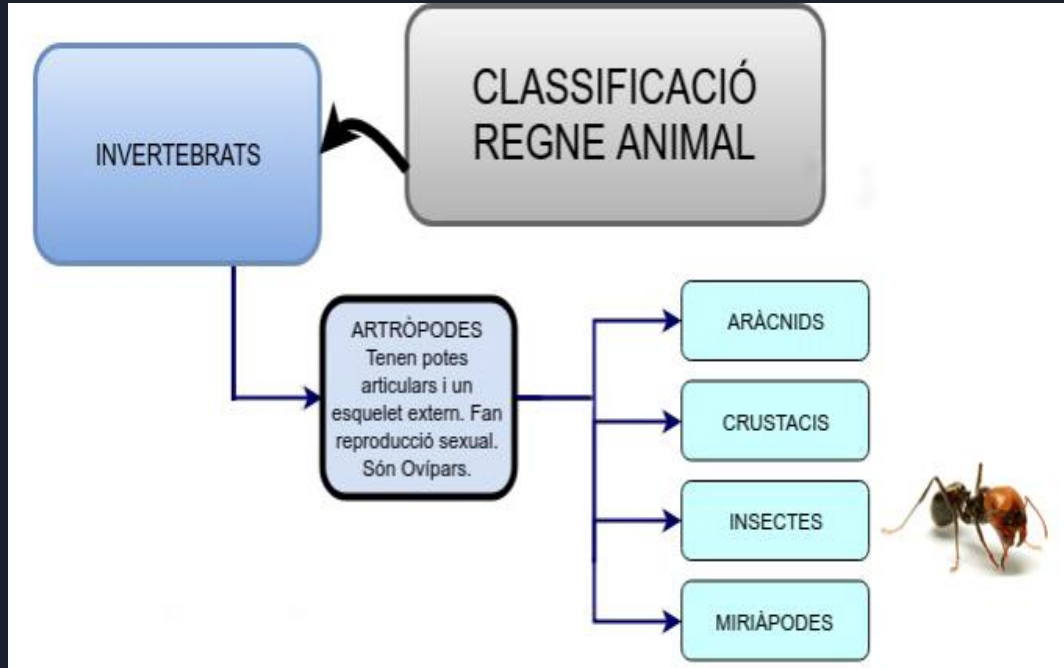 CLASSIFICACIÓ
REGNE ANIMAL
INVERTEBRATS
ARTRÒPODES
Tenen potes
articulars i un
esquelet extern. Fan
reproducció sexual.
Són Ovípars.
ARÀCNIDS
CRUSTACIS
INSECTES
MIRIÀPODES